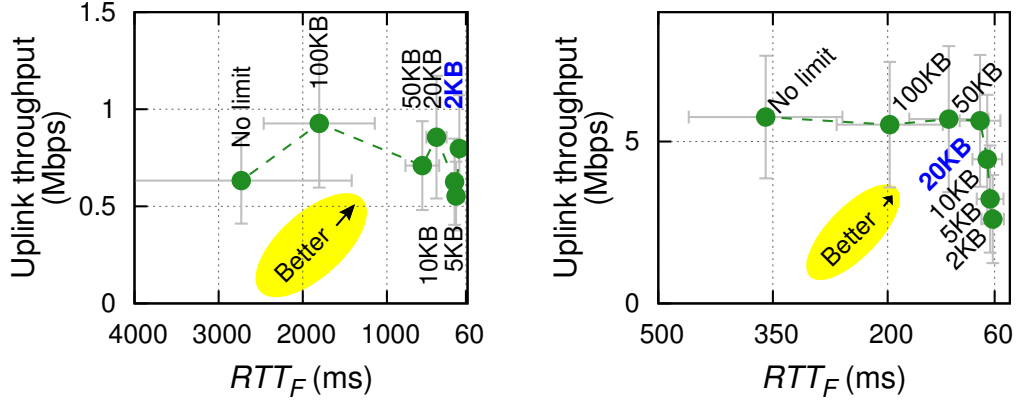 Uplink throughput
(Mbps)
1.5
1
0.5
0
No limit
100KB
50KB
20KB
2KB
10KB
5KB
Better
4000 3000 2000 1000 60
RTT_F (ms)
Uplink throughput
(Mbps)
5
0
No limit
100KB
50KB
20KB
10KB
5KB
2KB
Better
500 350 200 60
RTT_F (ms)